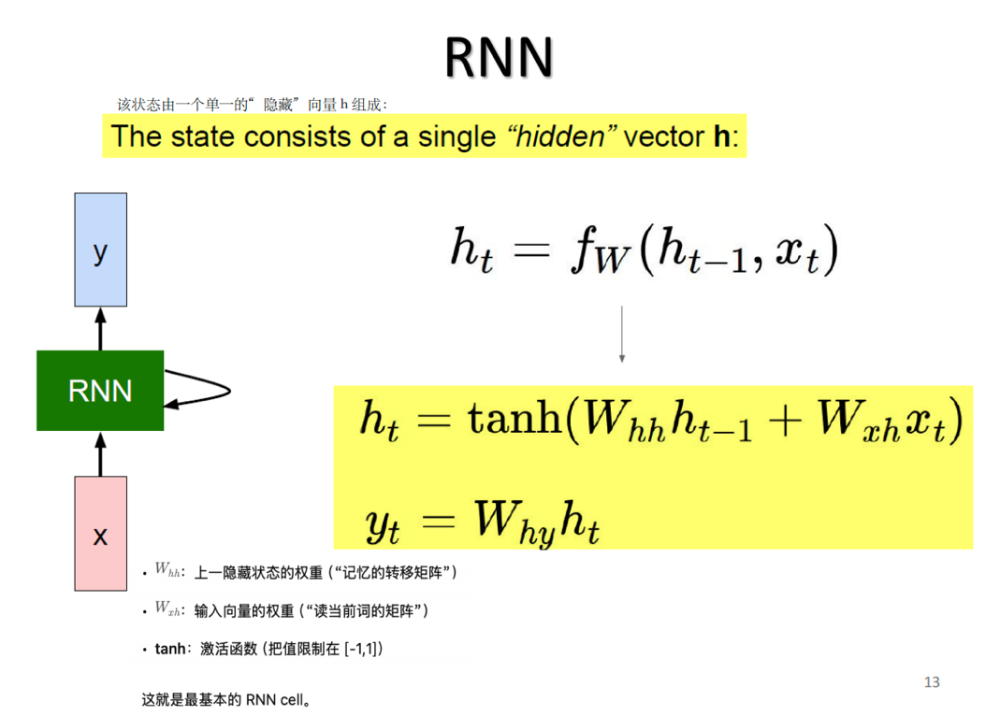 RNN
该状态由一个单一的“隐藏”向量 h 组成：
The state consists of a single “hidden” vector h:
y
h_t = f_W(h_{t-1}, x_t)
RNN
h_t = tanh(W_{hh}h_{t-1} + W_{xh}x_t)
y_t = W_{hy}h_t
x
• W_{hh}：上一隐藏状态的权重（“记忆的转移矩阵”）
• W_{xh}：输入向量的权重（“读当前词的矩阵”）
• tanh：激活函数（把值限制在 [-1,1]）
这就是最基本的 RNN cell。
13